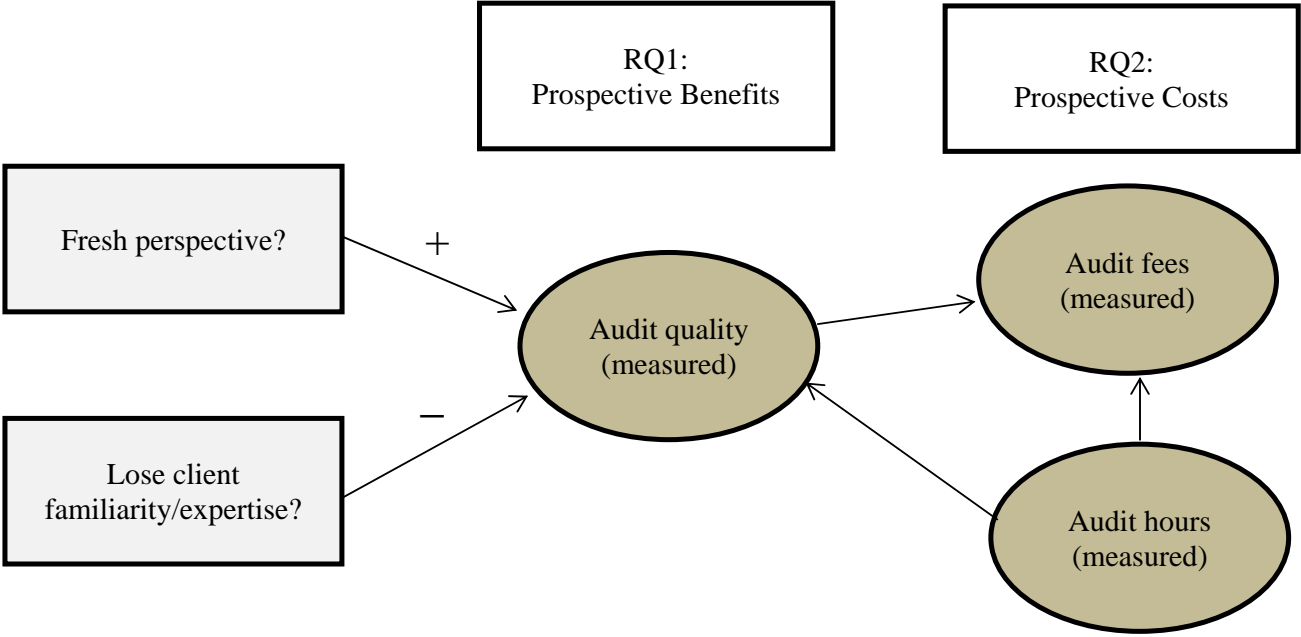 RQ1:
Prospective Benefits
RQ2:
Prospective Costs
Fresh perspective?
+
Audit quality
(measured)
Audit fees
(measured)
–
Lose client
familiarity/expertise?
Audit hours
(measured)